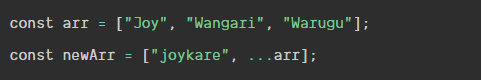 const arr = ["Joy", "Wangari", "Warugu"];
const newArr = ["joykare", ...arr];